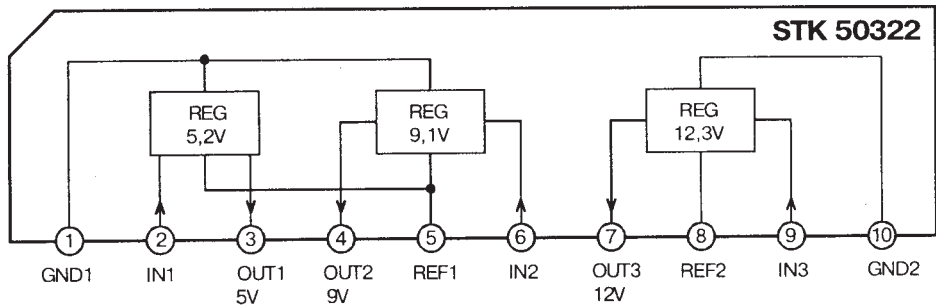 STK 50322
REG
5,2V
REG
9,1V
REG
12,3V
1 2 3 4 5 6 7 8 9 10
GND1 IN1 OUT1 OUT2 REF1 IN2 OUT3 REF2 IN3 GND2
5V 9V 12V